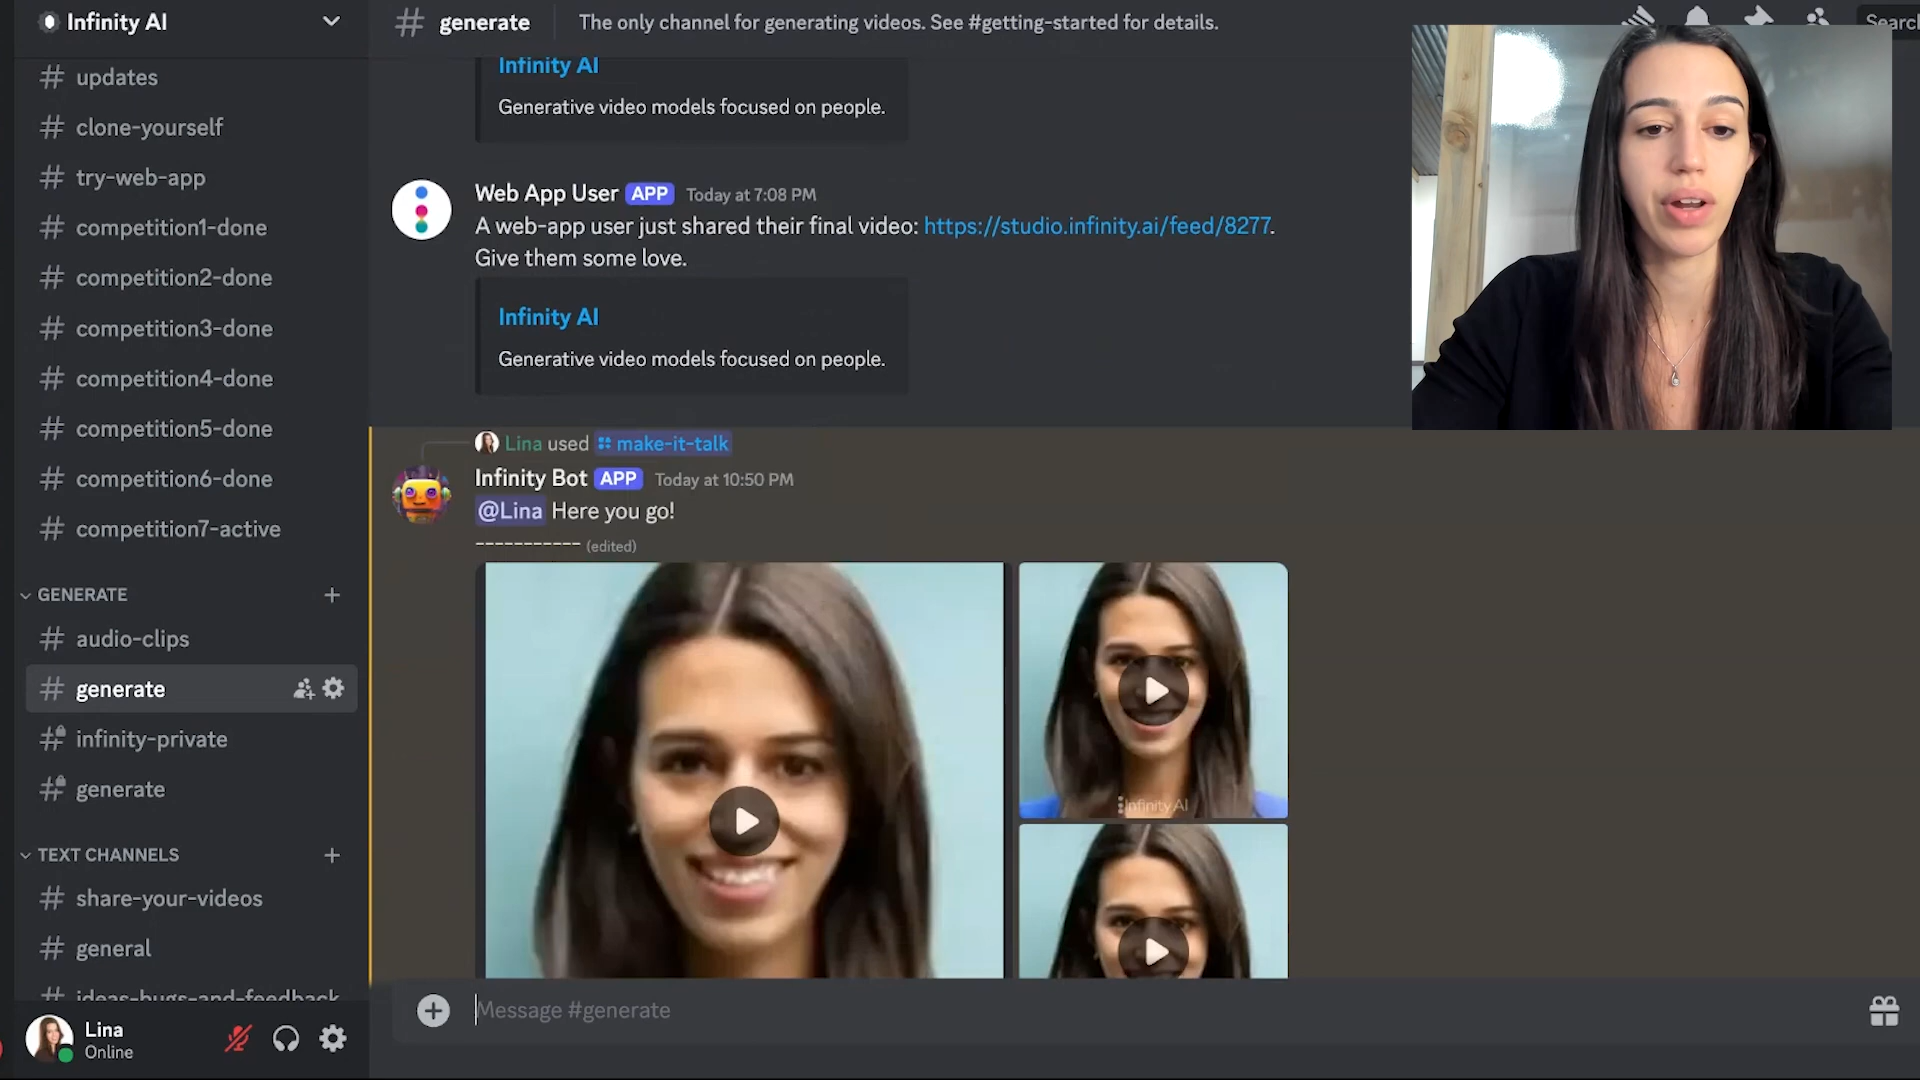 Infinity AI
updates
clone-yourself
try-web-app
competition1-done
competition2-done
competition3-done
competition4-done
competition5-done
competition6-done
competition7-active
GENERATE
audio-clips
generate
infinity-private
generate
TEXT CHANNELS
share-your-videos
general
ideas-bugs-and-feedback
Lina
Online
# generate
The only channel for generating videos. See #getting-started for details.
Search
Infinity AI
Generative video models focused on people.
Web App User APP Today at 7:08 PM
A web-app user just shared their final video: https://studio.infinity.ai/feed/8277.
Give them some love.
Infinity AI
Generative video models focused on people.
Lina used make-it-talk
Infinity Bot APP Today at 10:50 PM
@Lina Here you go!
----------- (edited)
Infinity AI
Message #generate